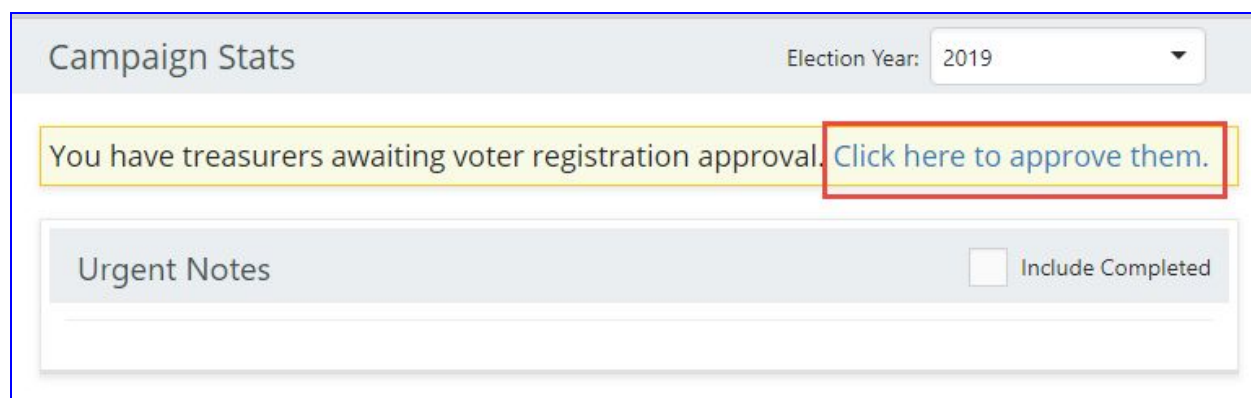 Campaign Stats
Election Year: 2019
You have treasurers awaiting voter registration approval. Click here to approve them.
Urgent Notes
Include Completed